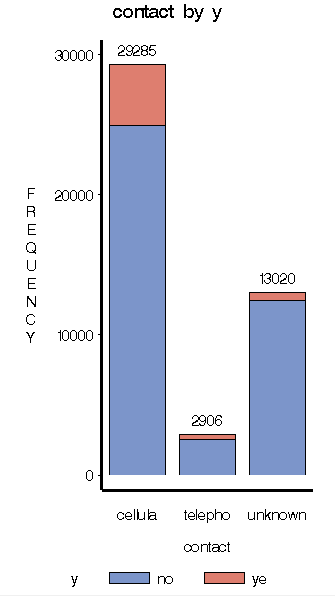 contact by y
30000
29285
20000
FREQUENCY
13020
10000
2906
0
cellula telepho unknown
contact
y no ye